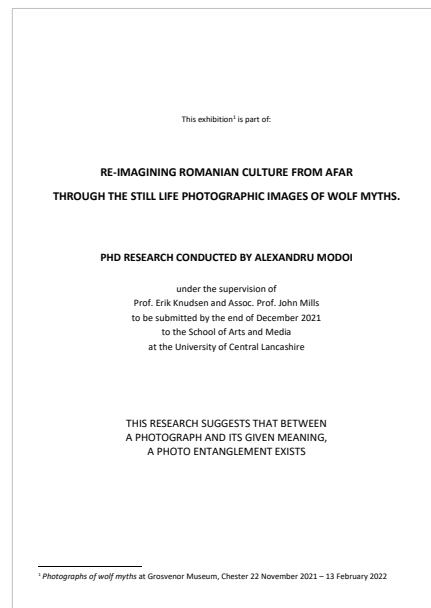 This exhibition¹ is part of:
RE-IMAGINING ROMANIAN CULTURE FROM AFAR
THROUGH THE STILL LIFE PHOTOGRAPHIC IMAGES OF WOLF MYTHS.
PHD RESEARCH CONDUCTED BY ALEXANDRU MODOI
under the supervision of
Prof. Erik Knudsen and Assoc. Prof. John Mills
to be submitted by the end of December 2021
to the School of Arts and Media
at the University of Central Lancashire
THIS RESEARCH SUGGESTS THAT BETWEEN
A PHOTOGRAPH AND ITS GIVEN MEANING,
A PHOTO ENTANGLEMENT EXISTS
¹ Photographs of wolf myths at Grosvenor Museum, Chester 22 November 2021 – 13 February 2022